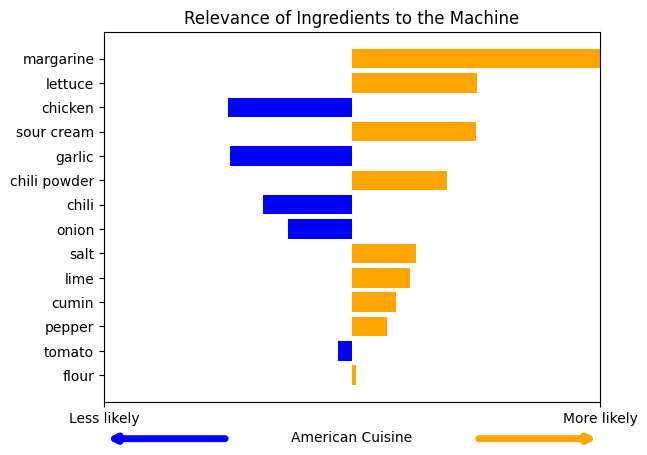 Relevance of Ingredients to the Machine
margarine
lettuce
chicken
sour cream
garlic
chili powder
chili
onion
salt
lime
cumin
pepper
tomato
flour
Less likely
More likely
American Cuisine